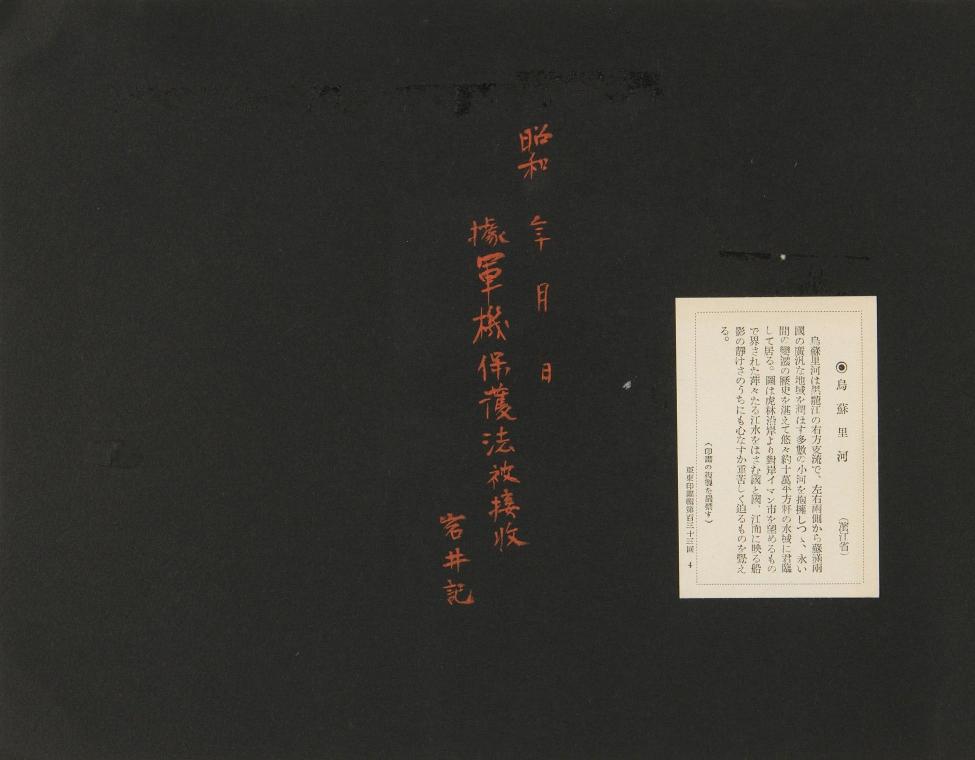 ◉烏蘇里河 (濱江省)
烏蘇里河は黑龍江の右方支流で、左右兩側から蘇滿兩
國の廣汎な地域を潤ほす多數の小河を抱擁しつゝ、永い
間の變遷の歷史を湛えて悠々約十萬平方粁の水域に君臨
して居る。圖は虎林沿岸より對岸イマン市を望めるもの
で界された渺々たる江水をはさむ國と國、江面に映る船
影の靜けさのうちにも心なすか重苦しく迫るものを覺え
る。
(印畫の複製を嚴禁す)
亞東印畫輯第百三十三回 4
昭和 年 月 日
據軍機保護法被接收
岩井記